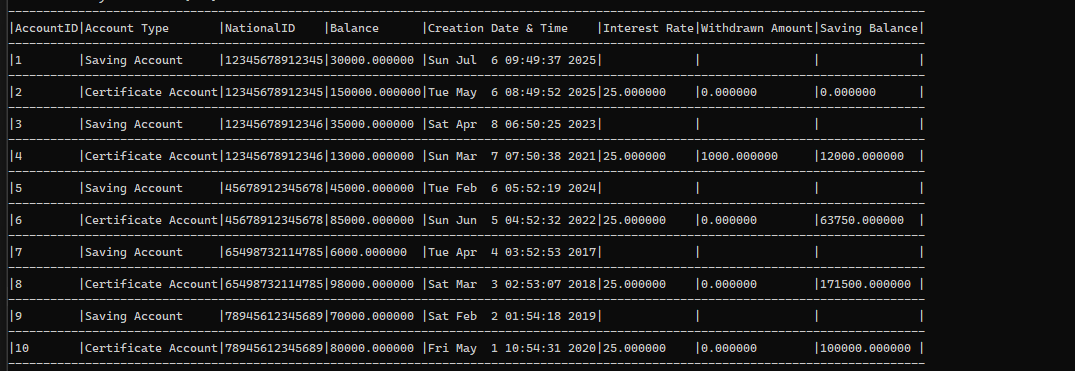 |AccountID|Account Type       |NationalID    |Balance      |Creation Date & Time    |Interest Rate|Withdrawn Amount|Saving Balance|
|1        |Saving Account     |12345678912345|30000.000000 |Sun Jul  6 09:49:37 2025|             |                |              |
|2        |Certificate Account|12345678912345|150000.000000|Tue May  6 08:49:52 2025|25.000000    |0.000000        |0.000000      |
|3        |Saving Account     |12345678912346|35000.000000 |Sat Apr  8 06:50:25 2023|             |                |              |
|4        |Certificate Account|12345678912346|13000.000000 |Sun Mar  7 07:50:38 2021|25.000000    |1000.000000     |12000.000000  |
|5        |Saving Account     |45678912345678|45000.000000 |Tue Feb  6 05:52:19 2024|             |                |              |
|6        |Certificate Account|45678912345678|85000.000000 |Sun Jun  5 04:52:32 2022|25.000000    |0.000000        |63750.000000  |
|7        |Saving Account     |65498732114785|6000.000000  |Tue Apr  4 03:52:53 2017|             |                |              |
|8        |Certificate Account|65498732114785|98000.000000 |Sat Mar  3 02:53:07 2018|25.000000    |0.000000        |171500.000000 |
|9        |Saving Account     |78945612345689|70000.000000 |Sat Feb  2 01:54:18 2019|             |                |              |
|10       |Certificate Account|78945612345689|80000.000000 |Fri May  1 10:54:31 2020|25.000000    |0.000000        |100000.000000 |